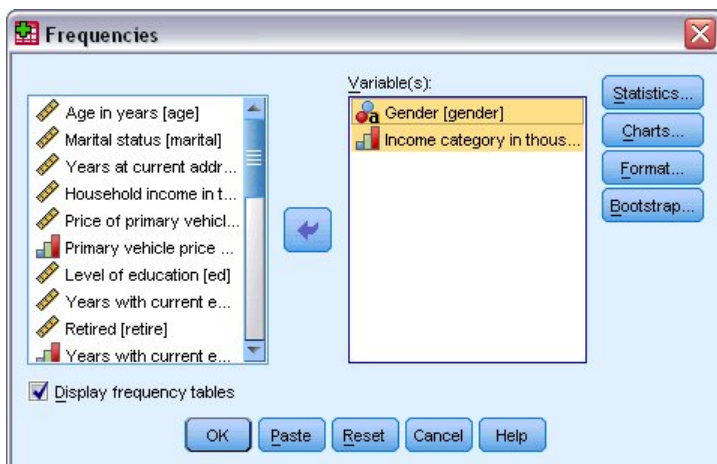 Frequencies
Age in years [age]
Marital status [marital]
Years at current addr...
Household income in t...
Price of primary vehicl...
Primary vehicle price ...
Level of education [ed]
Years with current e...
Retired [retire]
Years with current e...
Variable(s):
a Gender [gender]
Income category in thous...
Statistics...
Charts...
Format...
Bootstrap...
Display frequency tables
OK
Paste
Reset
Cancel
Help